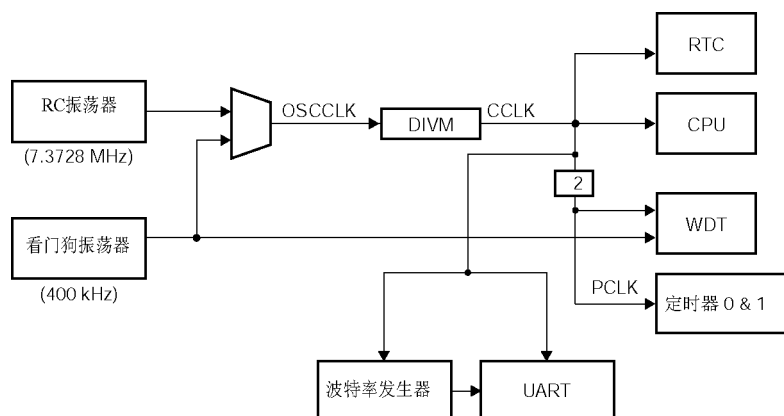 RTC
RC振荡器
OSCCLK
DIVM
CCLK
CPU
(7.3728 MHz)
2
看门狗振荡器
WDT
(400 kHz)
PCLK
定时器 0 & 1
波特率发生器
UART